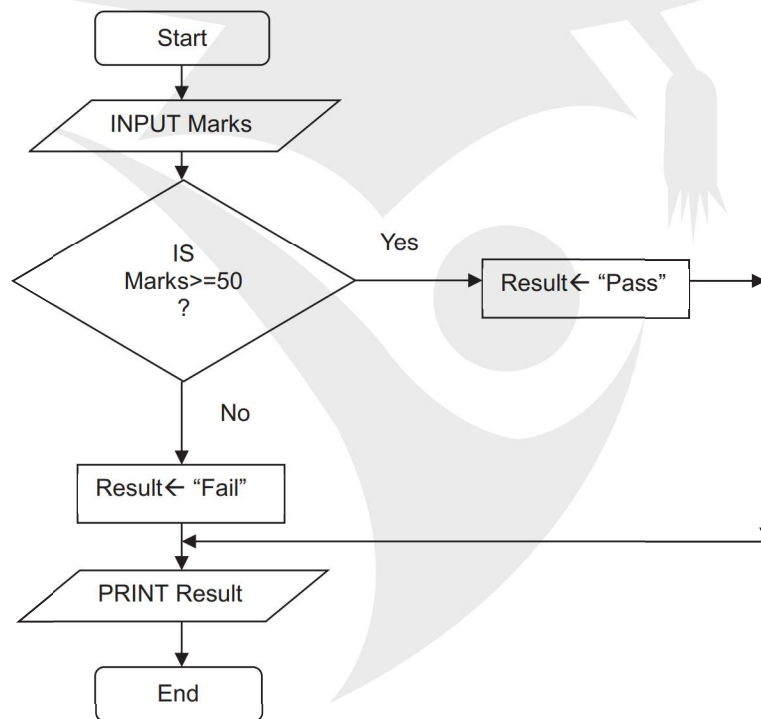 Start
INPUT Marks
IS
Marks>=50
?
Yes
Result← “Pass”
No
Result← “Fail”
PRINT Result
End